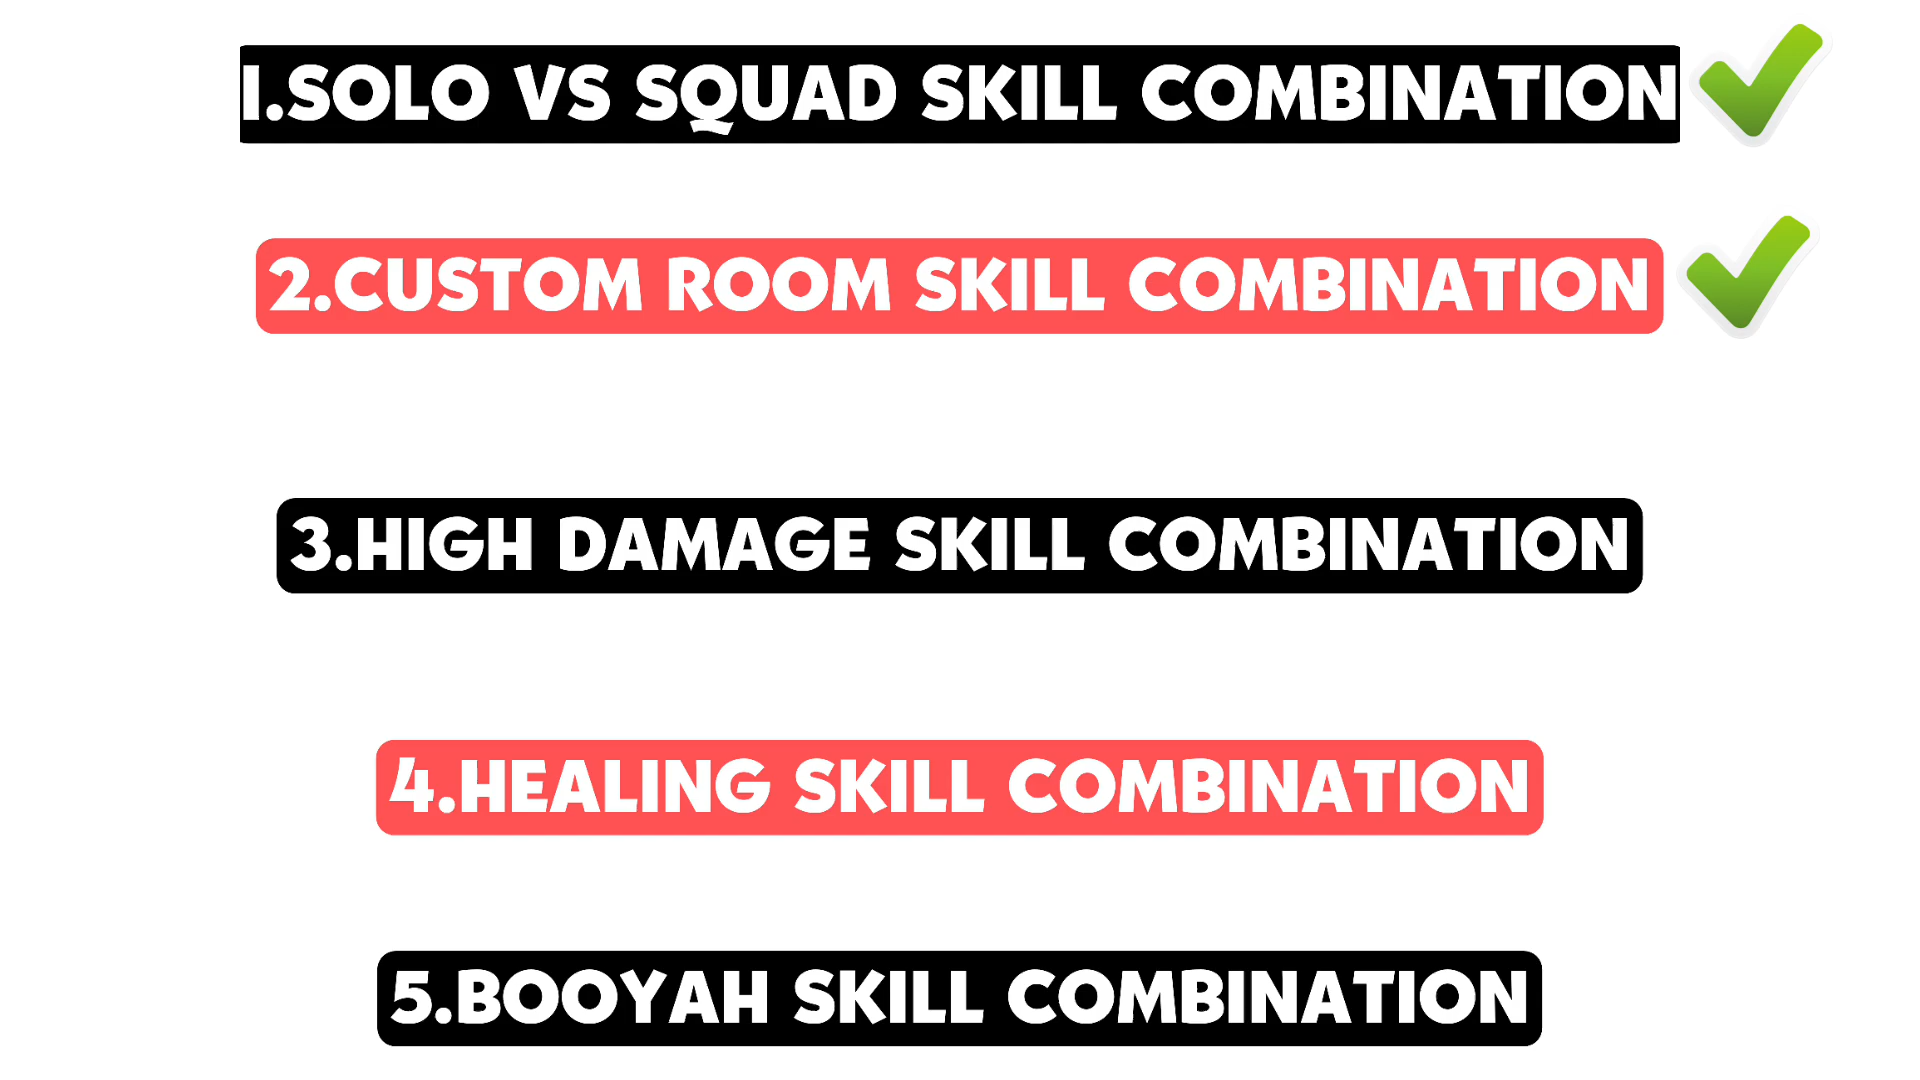 1.SOLO VS SQUAD SKILL COMBINATION
2.CUSTOM ROOM SKILL COMBINATION
3.HIGH DAMAGE SKILL COMBINATION
4.HEALING SKILL COMBINATION
5.BOOYAH SKILL COMBINATION